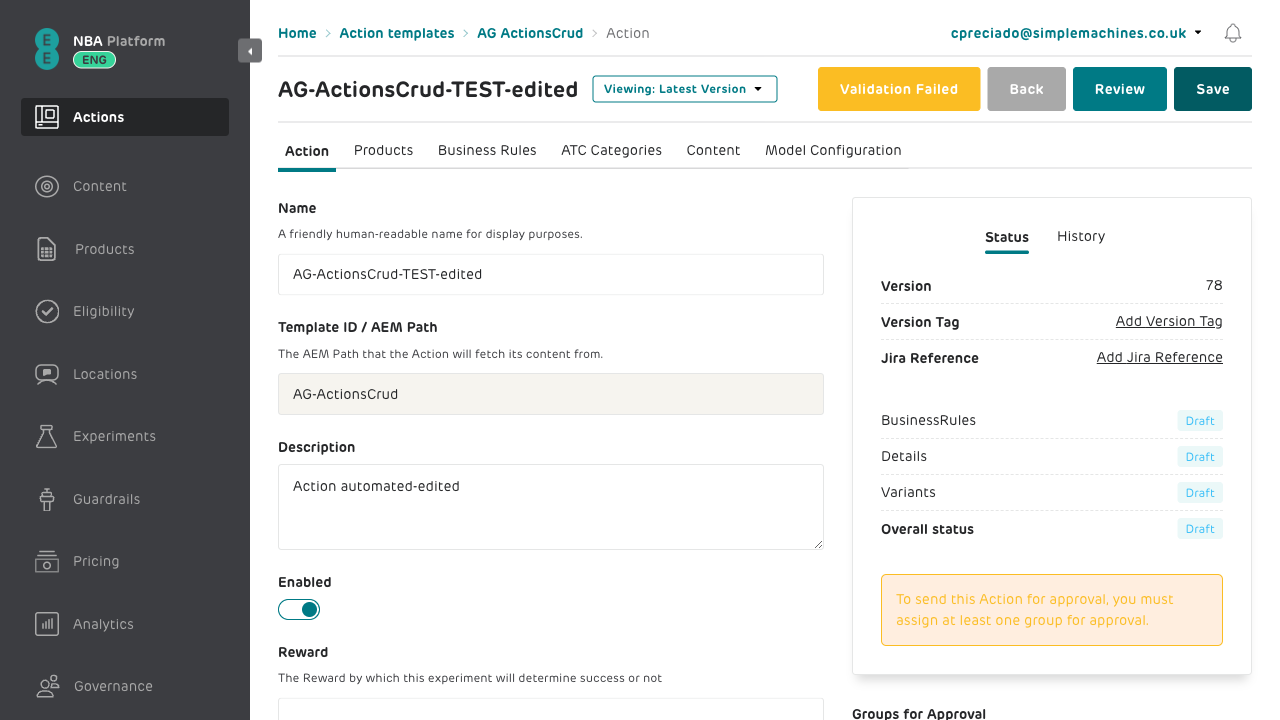 EE
NBA Platform
ENG
Actions
Content
Products
Eligibility
Locations
Experiments
Guardrails
Pricing
Analytics
Governance
Home
Action templates
AG ActionsCrud
Action
cpreciado@simplemachines.co.uk
AG-ActionsCrud-TEST-edited
Viewing: Latest Version
Validation Failed
Back
Review
Save
Action
Products
Business Rules
ATC Categories
Content
Model Configuration
Name
A friendly human-readable name for display purposes.
AG-ActionsCrud-TEST-edited
Template ID / AEM Path
The AEM Path that the Action will fetch its content from.
AG-ActionsCrud
Description
Action automated-edited
Enabled
Reward
The Reward by which this experiment will determine success or not
Status
History
Version 78
Version Tag Add Version Tag
Jira Reference Add Jira Reference
BusinessRules Draft
Details Draft
Variants Draft
Overall status Draft
To send this Action for approval, you must
assign at least one group for approval.
Groups for Approval